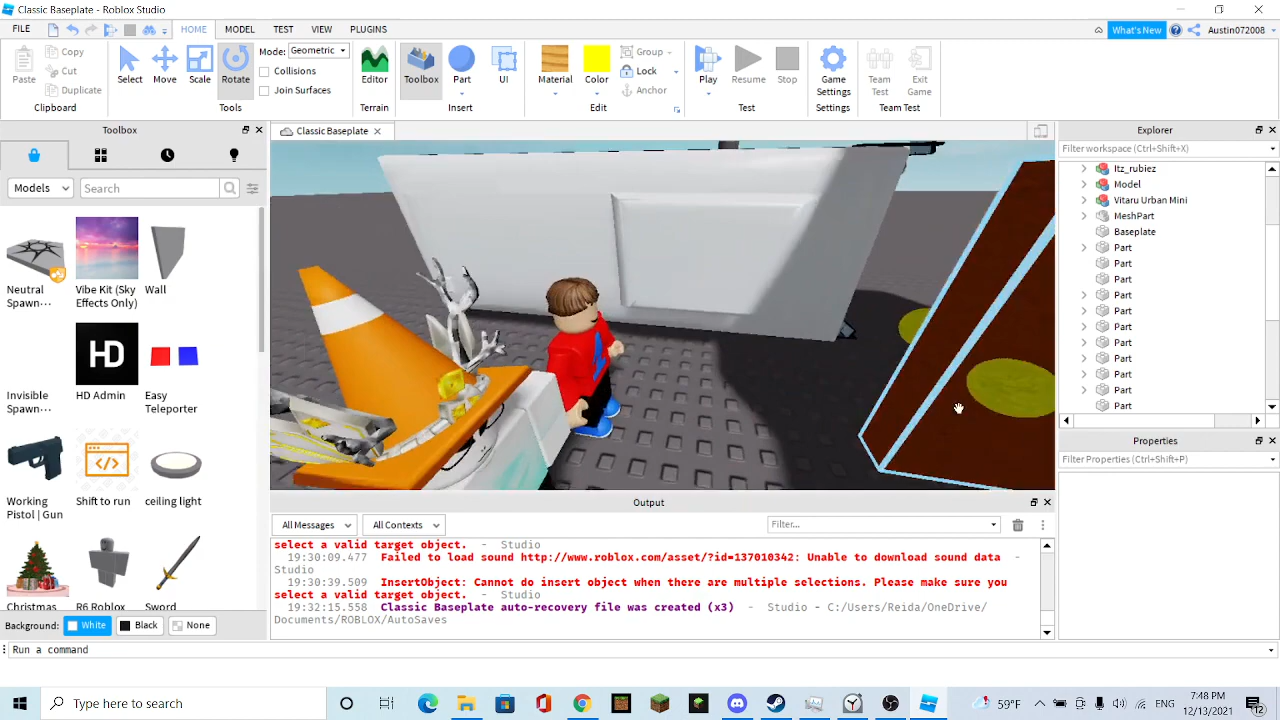 Classic Baseplate - Roblox Studio
FILE HOME MODEL TEST VIEW PLUGINS What's New Austin072008
Paste Copy Cut Duplicate Select Move Scale Rotate Mode: Geometric Collisions Join Surfaces Editor Toolbox Part UI Material Color Group Lock Anchor Play Resume Stop Game Settings Team Test Exit Game
Clipboard Tools Terrain Insert Edit Test Settings Team Test
Toolbox Classic Baseplate Explorer
Filter workspace (Ctrl+Shift+X)
Models Search
Neutral Spawn... Vibe Kit (Sky Effects Only) Wall
HD
Invisible Spawn... HD Admin Easy Teleporter
Working Pistol | Gun Shift to run ceiling light
Christmas R6 Roblox Sword
Background: White Black None
Itz_rubiez
Model
Vitaru Urban Mini
MeshPart
Baseplate
Part
Part
Part
Part
Part
Part
Part
Part
Part
Part
Part
Properties
Filter Properties (Ctrl+Shift+P)
Output
All Messages All Contexts Filter...
select a valid target object. - Studio
19:30:09.477 Failed to load sound http://www.roblox.com/asset/?id=137010342: Unable to download sound data -
Studio
19:30:39.509 InsertObject: Cannot do insert object when there are multiple selections. Please make sure you
select a valid target object. - Studio
19:32:15.558 Classic Baseplate auto-recovery file was created (x3) - Studio - C:/Users/Reida/OneDrive/
Documents/ROBLOX/AutoSaves
Run a command
Type here to search 59°F 7:48 PM
12/13/2021